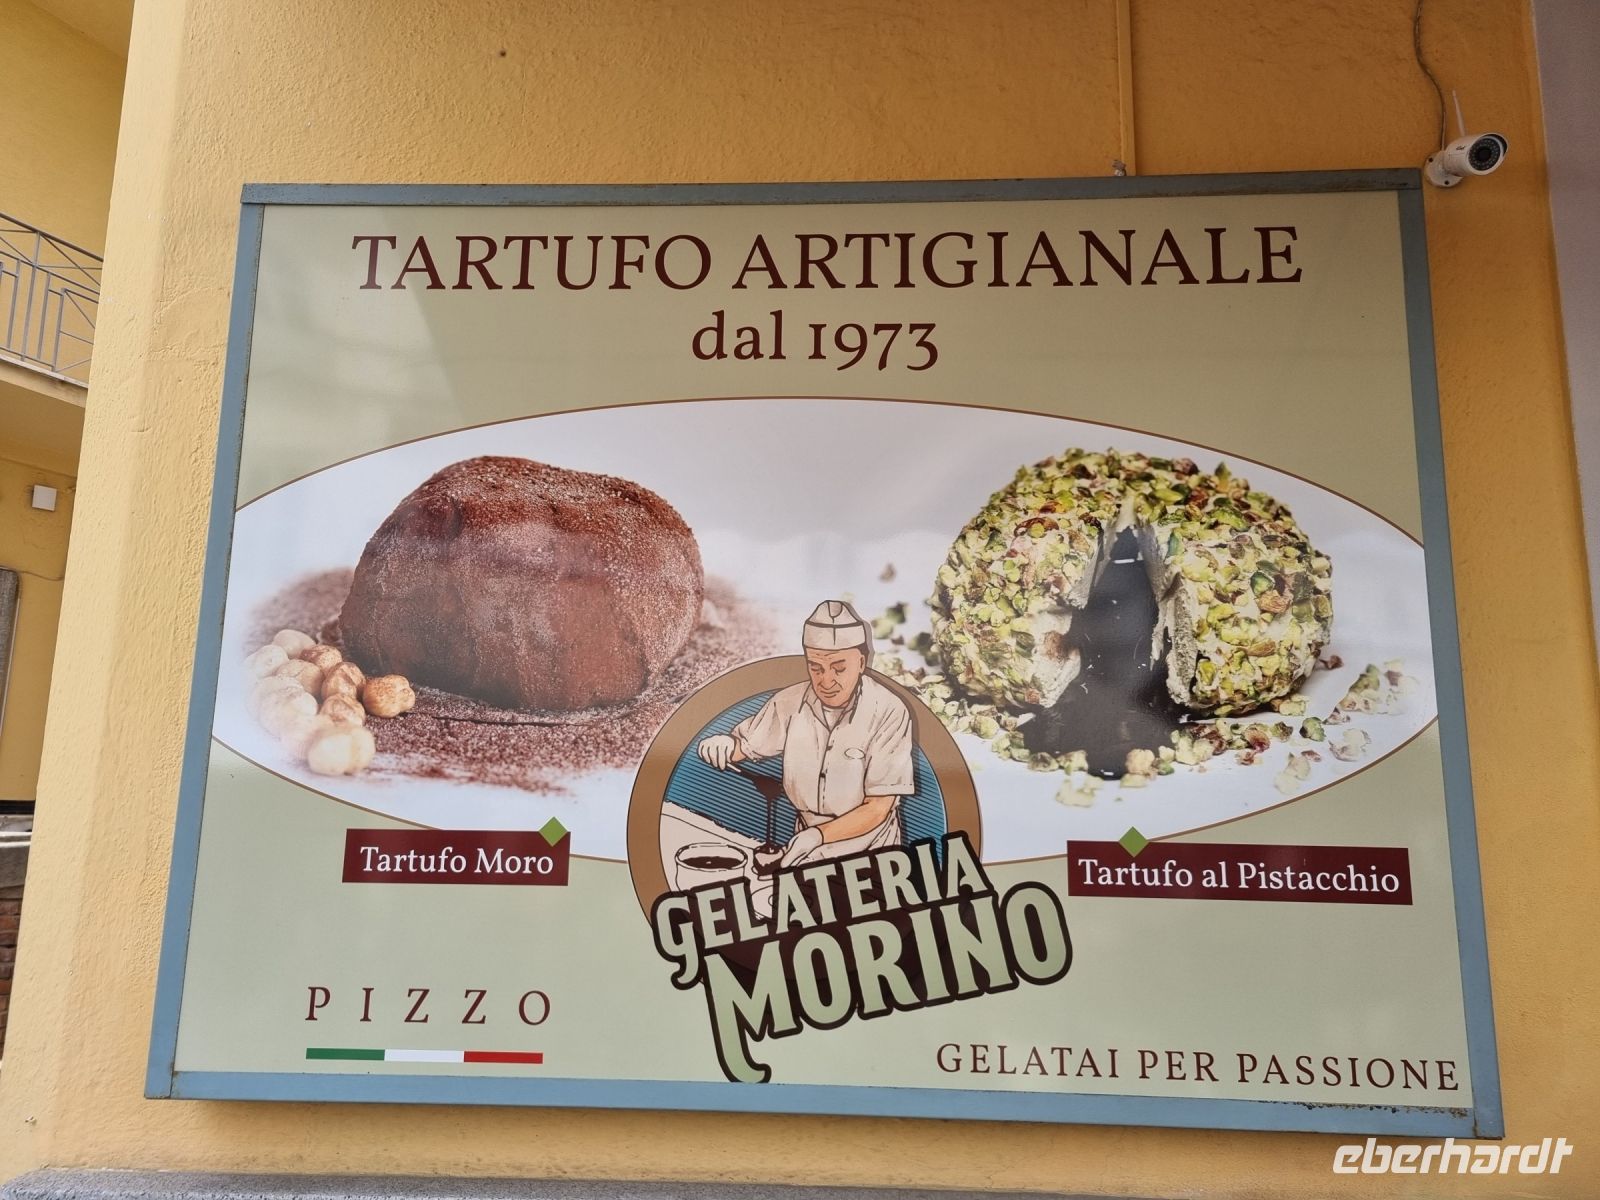 TARTUFO ARTIGIANALE
dal 1973
Tartufo Moro
Tartufo al Pistacchio
GELATERIA
MORINO
PIZZO
GELATAI PER PASSIONE
eberhardt